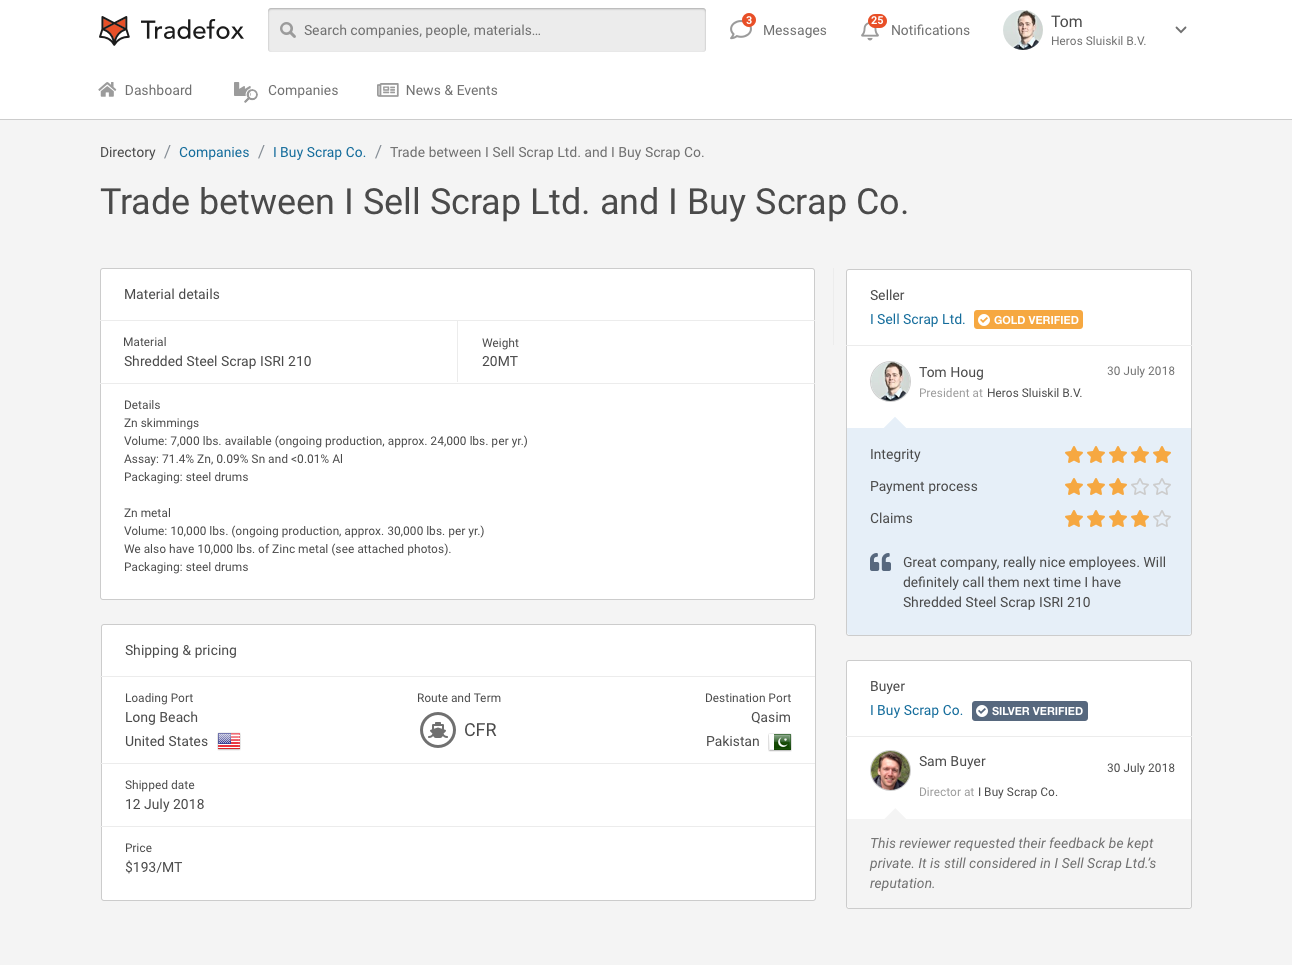 Tradefox
Search companies, people, materials...
3
Messages
25
Notifications
Tom
Heros Sluiskil B.V.
Dashboard
Companies
News & Events
Directory / Companies / I Buy Scrap Co. / Trade between I Sell Scrap Ltd. and I Buy Scrap Co.
Trade between I Sell Scrap Ltd. and I Buy Scrap Co.
Material details
Material
Shredded Steel Scrap ISRI 210
Weight
20MT
Details
Zn skimmings
Volume: 7,000 lbs. available (ongoing production, approx. 24,000 lbs. per yr.)
Assay: 71.4% Zn, 0.09% Sn and <0.01% Al
Packaging: steel drums
Zn metal
Volume: 10,000 lbs. (ongoing production, approx. 30,000 lbs. per yr.)
We also have 10,000 lbs. of Zinc metal (see attached photos).
Packaging: steel drums
Shipping & pricing
Loading Port
Long Beach
United States
Route and Term
CFR
Destination Port
Qasim
Pakistan
Shipped date
12 July 2018
Price
$193/MT
Seller
I Sell Scrap Ltd. GOLD VERIFIED
Tom Houg
30 July 2018
President at Heros Sluiskil B.V.
Integrity
Payment process
Claims
Great company, really nice employees. Will
definitely call them next time I have
Shredded Steel Scrap ISRI 210
Buyer
I Buy Scrap Co. SILVER VERIFIED
Sam Buyer
30 July 2018
Director at I Buy Scrap Co.
This reviewer requested their feedback be kept
private. It is still considered in I Sell Scrap Ltd.'s
reputation.